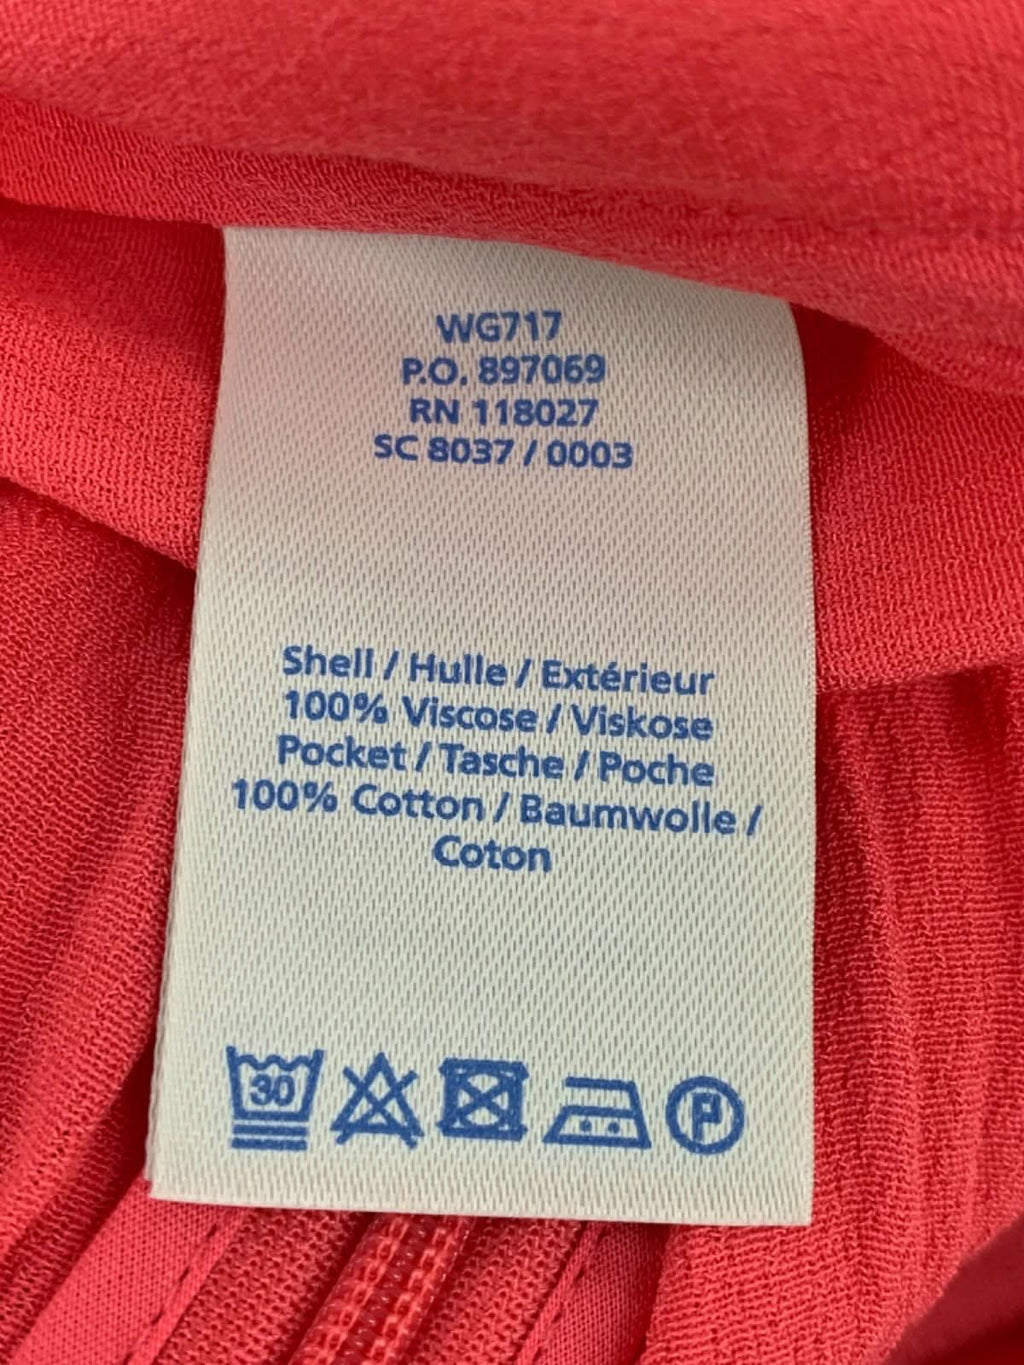 WG717
P.O. 897069
RN 118027
SC 8037 / 0003
Shell / Hulle / Extérieur
100% Viscose / Viskose
Pocket / Tasche / Poche
100% Cotton / Baumwolle /
Coton
30
P